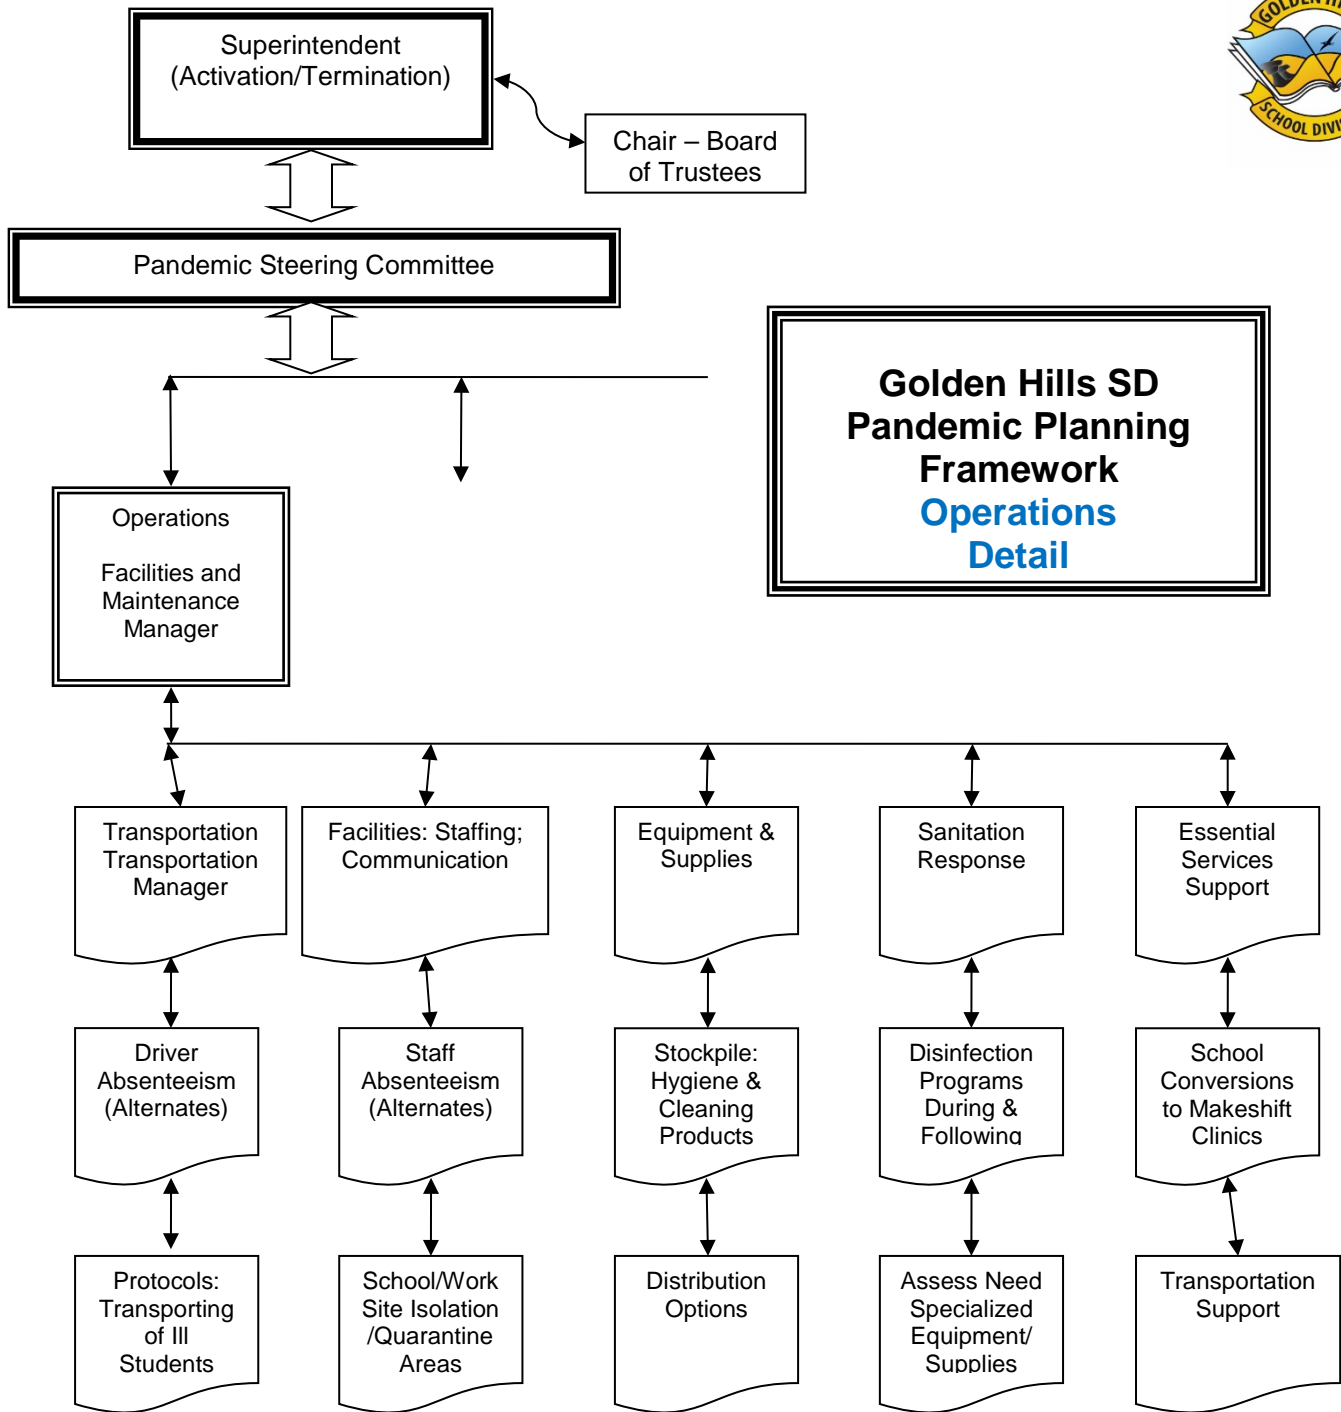 GOLDEN
SCHOOL
Superintendent
(Activation/Termination)
Chair – Board
of Trustees
Pandemic Steering Committee
Golden Hills SD
Pandemic Planning
Framework
Operations
Detail
Operations
Facilities and
Maintenance
Manager
Transportation
Transportation
Manager
Facilities: Staffing;
Communication
Equipment &
Supplies
Sanitation
Response
Essential
Services
Support
Driver
Absenteeism
(Alternates)
Staff
Absenteeism
(Alternates)
Stockpile:
Hygiene &
Cleaning
Products
Disinfection
Programs
During &
Following
School
Conversions
to Makeshift
Clinics
Protocols:
Transporting
of Ill
Students
School/Work
Site Isolation
/Quarantine
Areas
Distribution
Options
Assess Need
Specialized
Equipment/
Supplies
Transportation
Support